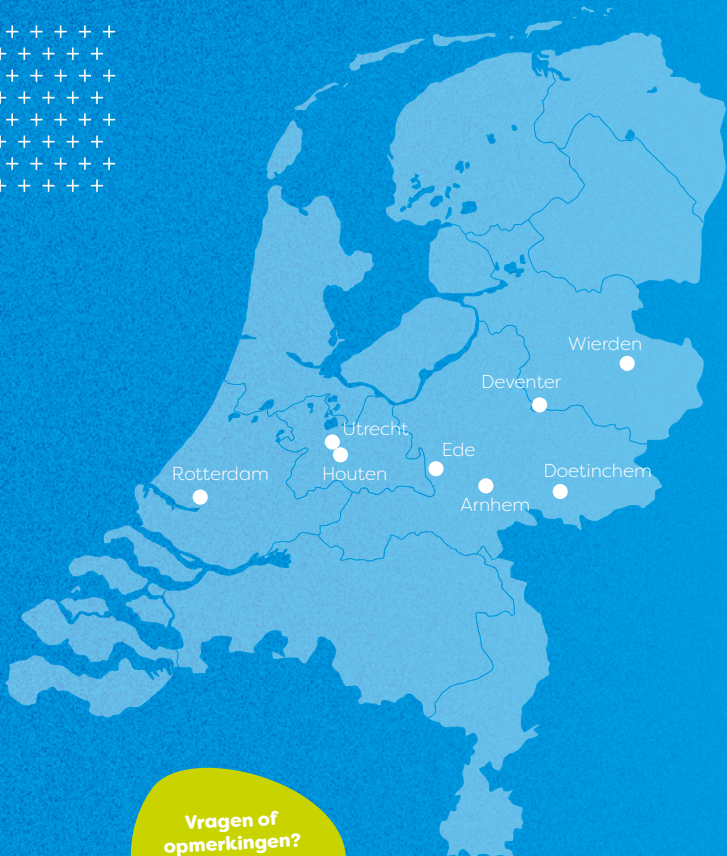 Wierden
Deventer
Utrecht
Ede
Rotterdam
Houten
Doetinchem
Arnhem
Vragen of
opmerkingen?